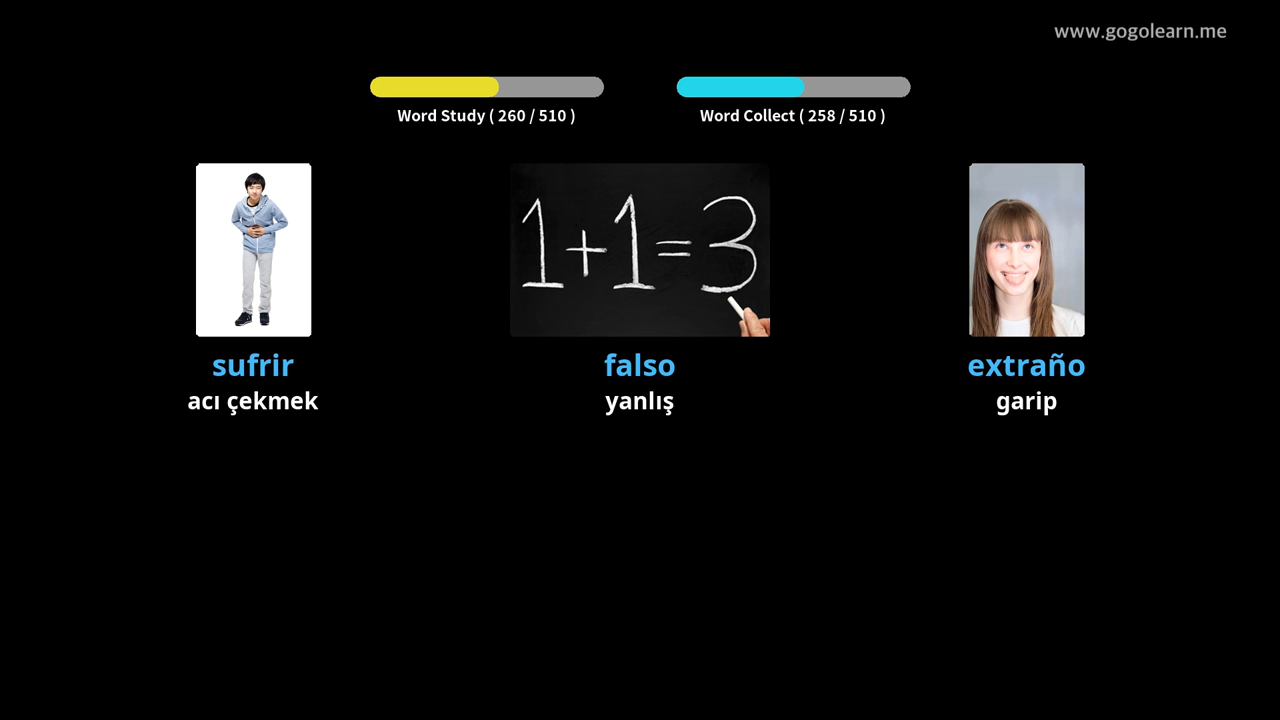 www.gogolearn.me
Word Study ( 260 / 510 )
Word Collect ( 258 / 510 )
1+1=3
sufrir
falso
extraño
acı çekmek
yanlış
garip